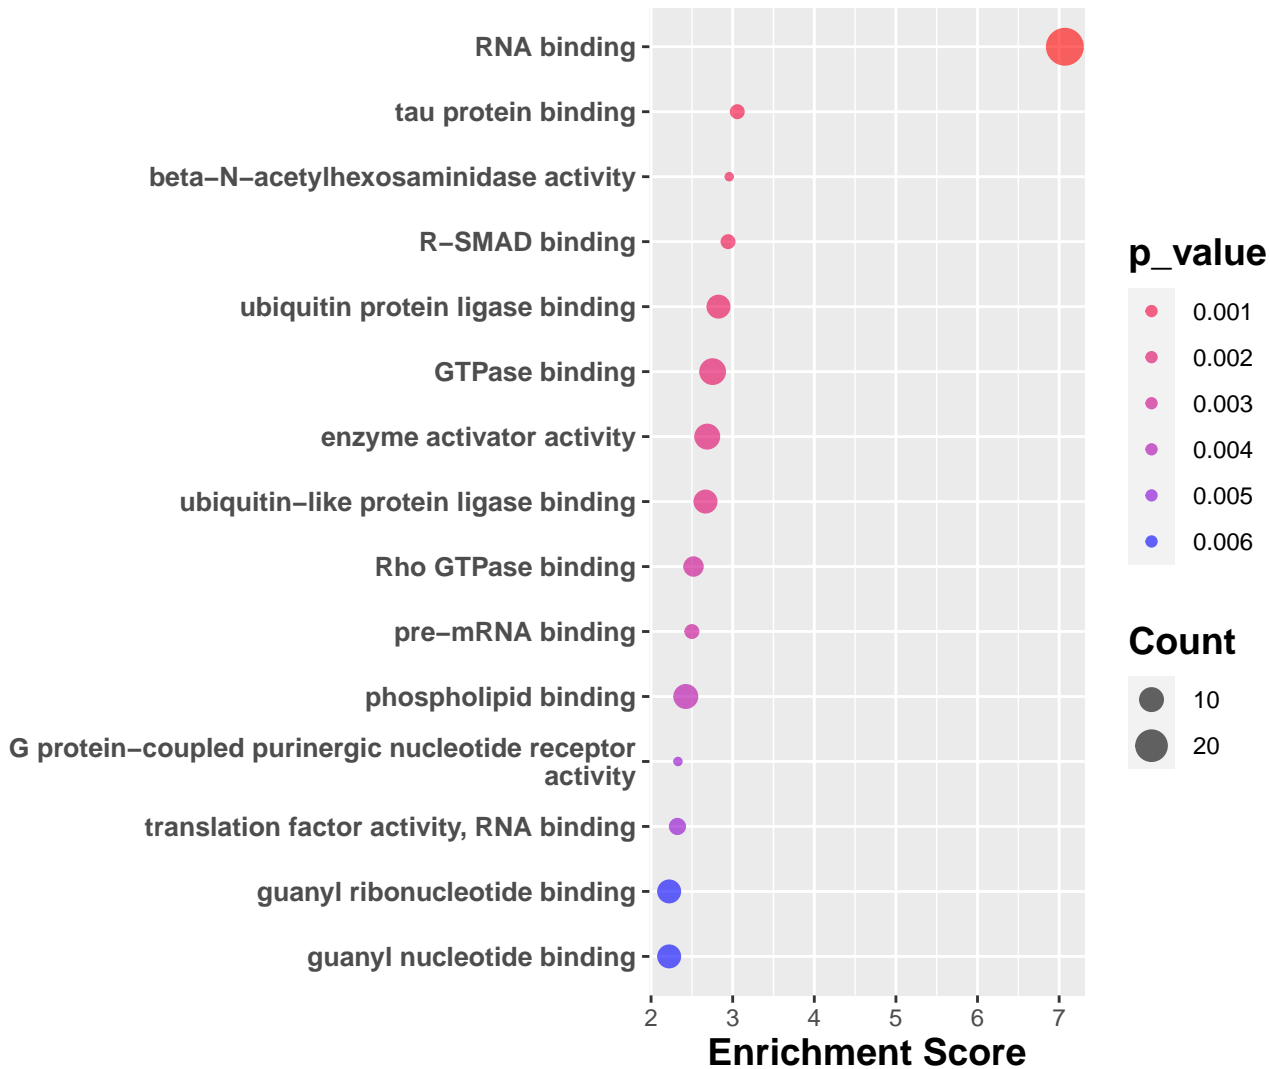 RNA binding
tau protein binding
beta−N−acetylhexosaminidase activity
R−SMAD binding
ubiquitin protein ligase binding
GTPase binding
enzyme activator activity
ubiquitin−like protein ligase binding
Rho GTPase binding
pre−mRNA binding
phospholipid binding
G protein−coupled purinergic nucleotide receptor
activity
translation factor activity, RNA binding
guanyl ribonucleotide binding
guanyl nucleotide binding
2 3 4 5 6 7
Enrichment Score
p_value
0.001
0.002
0.003
0.004
0.005
0.006
Count
10
20